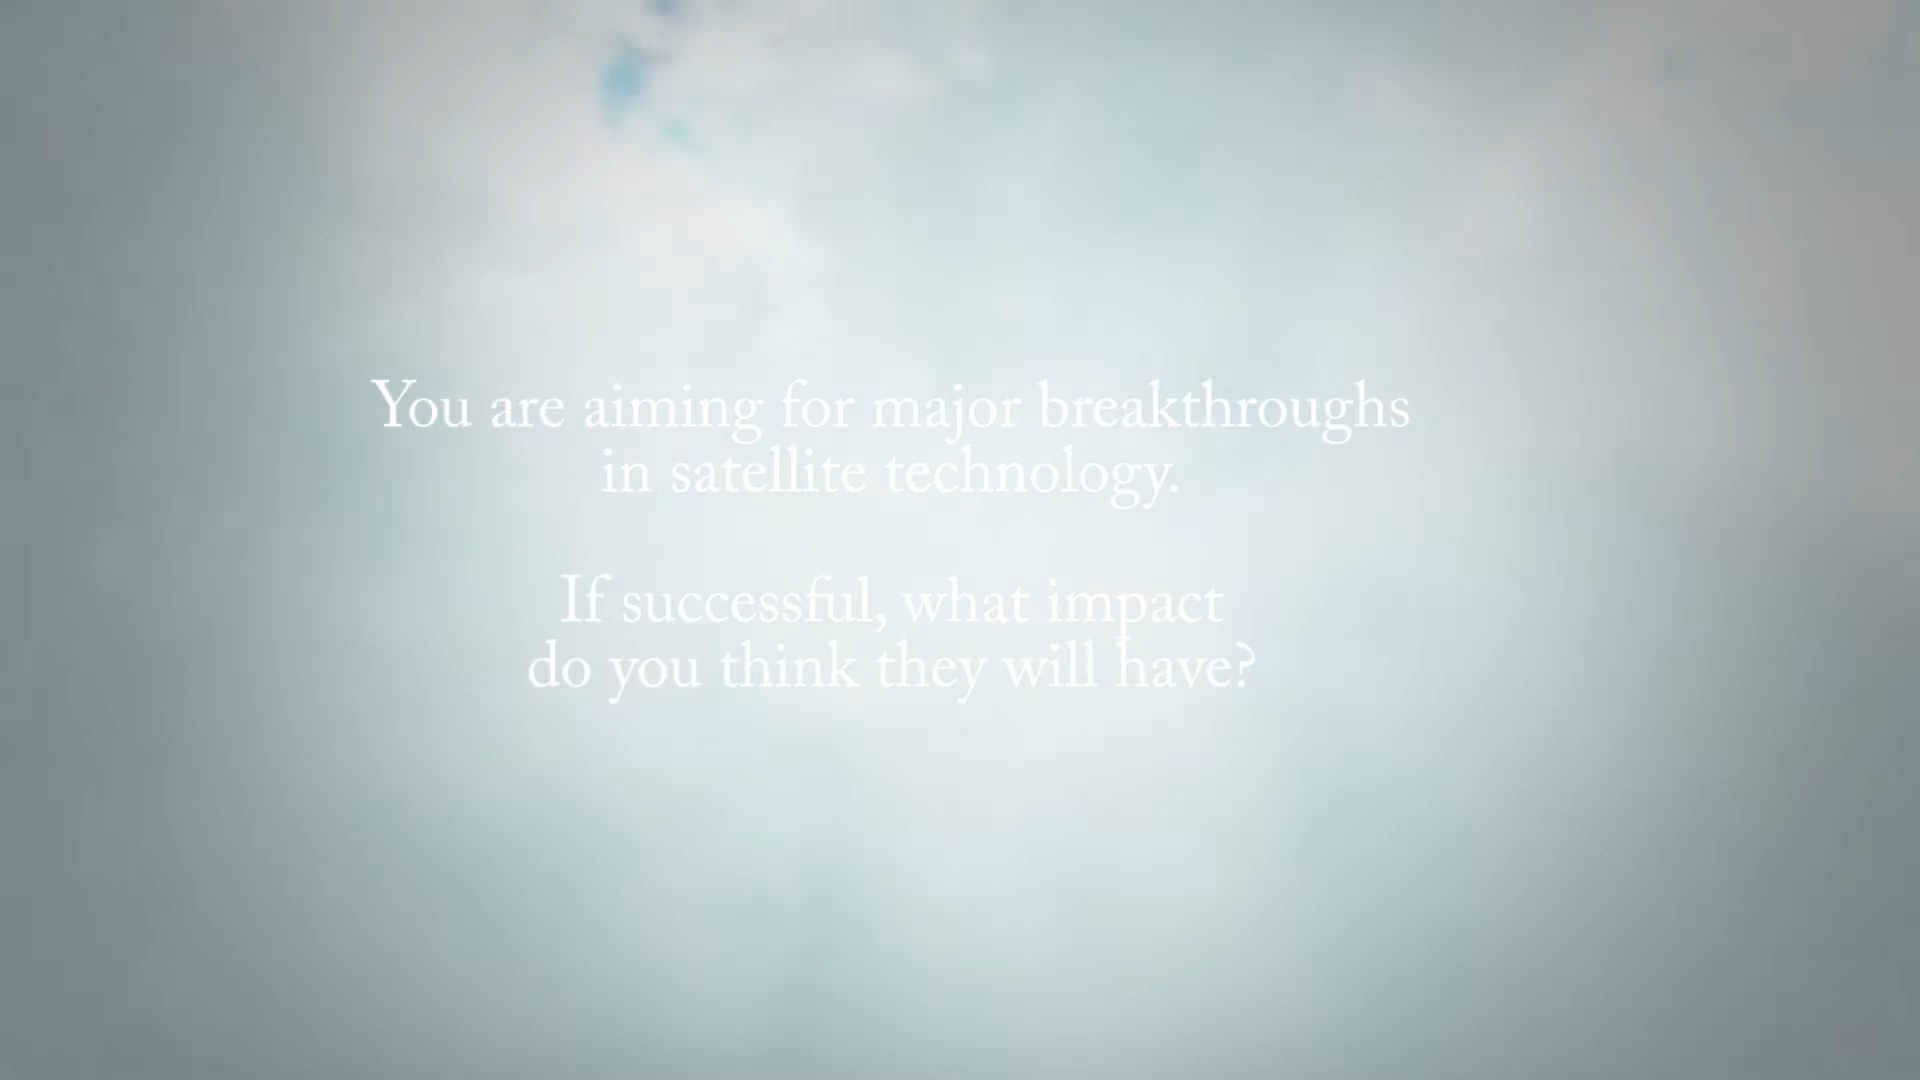 You are aiming for major breakthroughs
in satellite technology.
If successful, what impact
do you think they will have?